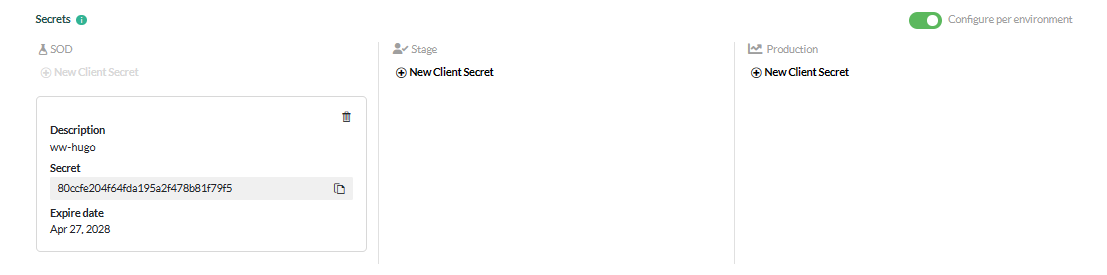 Secrets
Configure per environment
SOD
New Client Secret
Description
ww-hugo
Secret
80ccfe204f64fda195a2f478b81f79f5
Expire date
Apr 27, 2028
Stage
New Client Secret
Production
New Client Secret